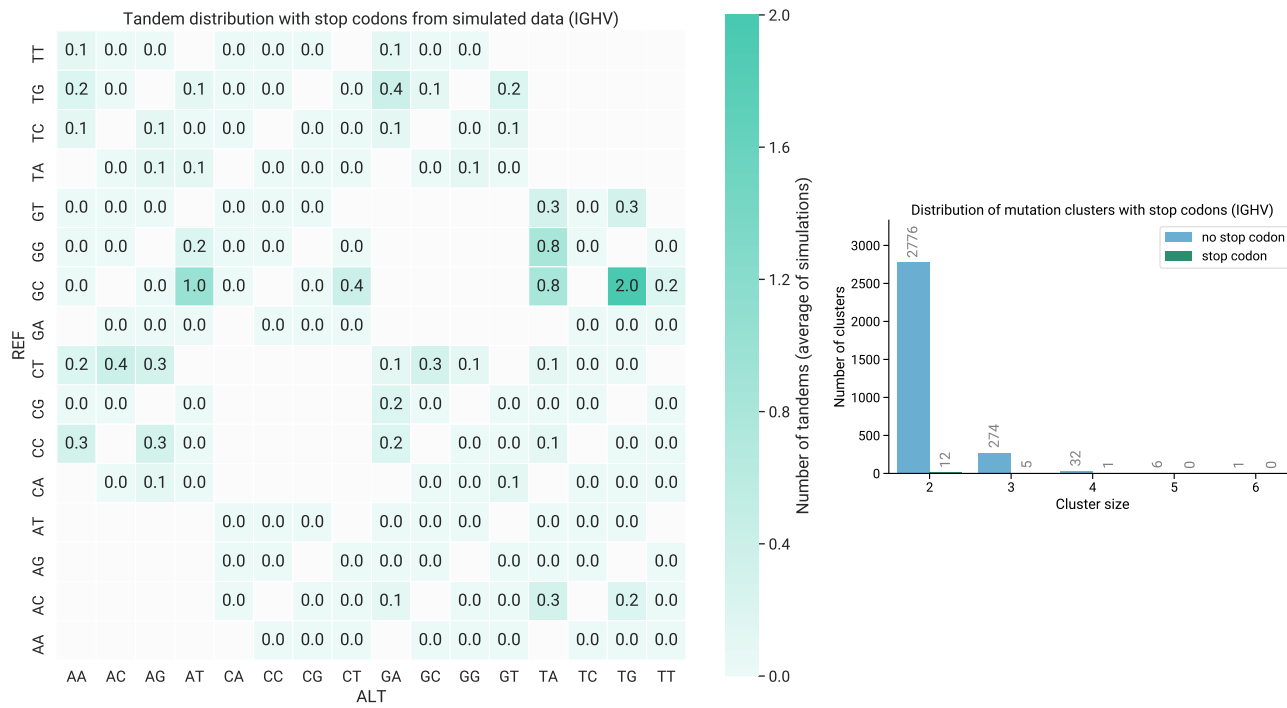 Tandem distribution with stop codons from simulated data (IGHV)
TT 0.1 0.0 0.0 0.0 0.0 0.0 0.1 0.0 0.0
TG 0.2 0.0 0.1 0.0 0.0 0.0 0.4 0.1 0.2
TC 0.1 0.1 0.0 0.0 0.0 0.0 0.1 0.0 0.1
TA 0.0 0.1 0.1 0.0 0.0 0.0 0.0 0.1 0.0
GT 0.0 0.0 0.0 0.0 0.0 0.0 0.3 0.0 0.3
GG 0.0 0.0 0.2 0.0 0.0 0.0 0.8 0.0 0.0
GC 0.0 0.0 1.0 0.0 0.0 0.4 0.8 2.0 0.2
GA 0.0 0.0 0.0 0.0 0.0 0.0 0.0 0.0 0.0
CT 0.2 0.4 0.3 0.1 0.3 0.1 0.1 0.0 0.0
CG 0.0 0.0 0.0 0.2 0.0 0.0 0.0 0.0 0.0
CC 0.3 0.3 0.0 0.2 0.0 0.0 0.1 0.0 0.0
CA 0.0 0.1 0.0 0.0 0.0 0.1 0.0 0.0 0.0
AT 0.0 0.0 0.0 0.0 0.0 0.0 0.0 0.0 0.0
AG 0.0 0.0 0.0 0.0 0.0 0.0 0.0 0.0 0.0
AC 0.0 0.0 0.0 0.1 0.0 0.0 0.3 0.2 0.0
AA 0.0 0.0 0.0 0.0 0.0 0.0 0.0 0.0 0.0
AA AC AG AT CA CC CG CT GA GC GG GT TA TC TG TT
REF
ALT
2.0
1.6
1.2
0.8
0.4
0.0
Number of tandems (average of simulations)
Distribution of mutation clusters with stop codons (IGHV)
no stop codon
stop codon
3000
2500
2000
1500
1000
500
0
Number of clusters
2776 12 274 5 32 1 6 0 1 0
2 3 4 5 6
Cluster size